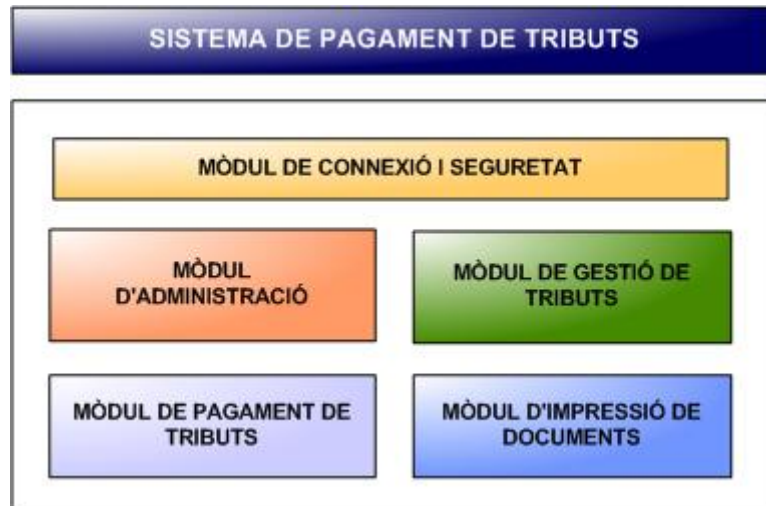 SISTEMA DE PAGAMENT DE TRIBUTS
MÒDUL DE CONNEXIÓ I SEGURETAT
MÒDUL
D'ADMINISTRACIÓ
MÒDUL DE GESTIÓ DE
TRIBUTS
MÒDUL DE PAGAMENT DE
TRIBUTS
MÒDUL D'IMPRESSIÓ DE
DOCUMENTS